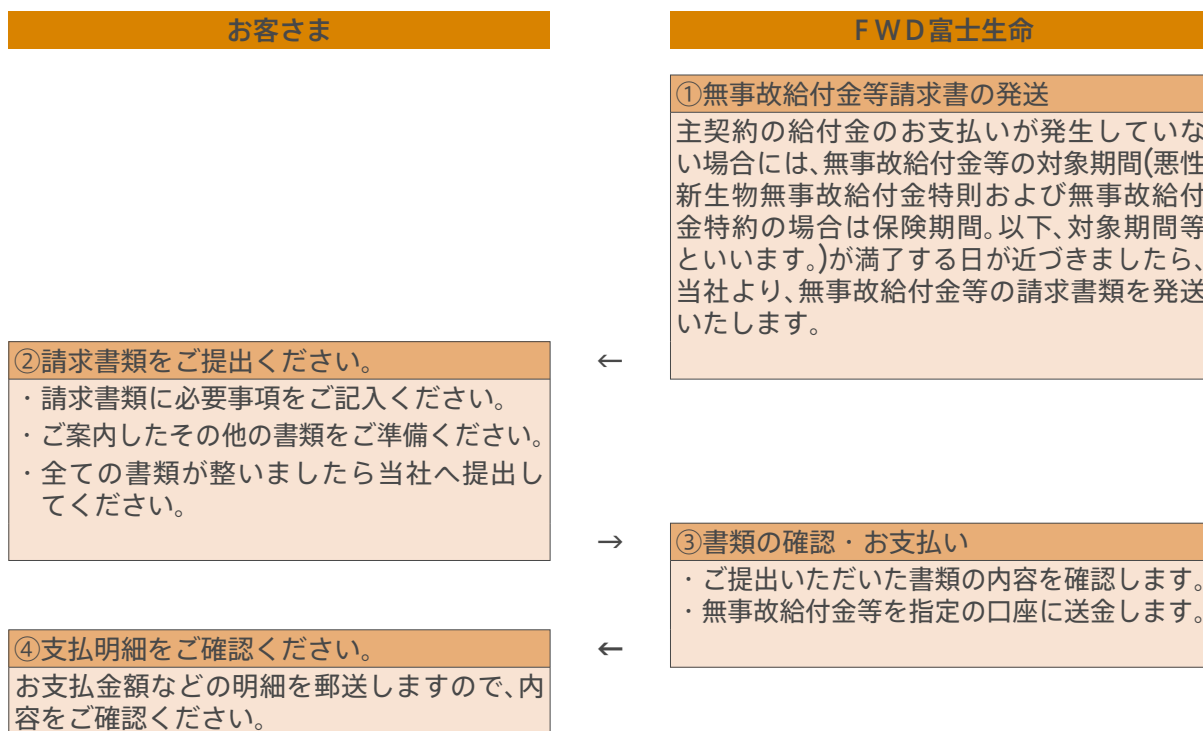 お客さま
ＦＷＤ富士生命
①無事故給付金等請求書の発送
主契約の給付金のお支払いが発生していな
い場合には、無事故給付金等の対象期間(悪性
新生物無事故給付金特則および無事故給付
金特約の場合は保険期間。以下、対象期間等
といいます。)が満了する日が近づきましたら、
当社より、無事故給付金等の請求書類を発送
いたします。
←
②請求書類をご提出ください。
・請求書類に必要事項をご記入ください。
・ご案内したその他の書類をご準備ください。
・全ての書類が整いましたら当社へ提出し
てください。
→
③書類の確認・お支払い
・ご提出いただいた書類の内容を確認します。
・無事故給付金等を指定の口座に送金します。
←
④支払明細をご確認ください。
お支払金額などの明細を郵送しますので、内
容をご確認ください。